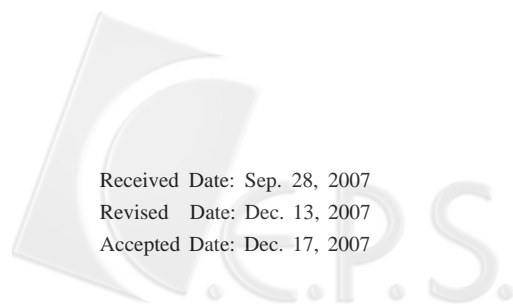 Received Date: Sep. 28, 2007
Revised Date: Dec. 13, 2007
Accepted Date: Dec. 17, 2007
C.E.P.S.